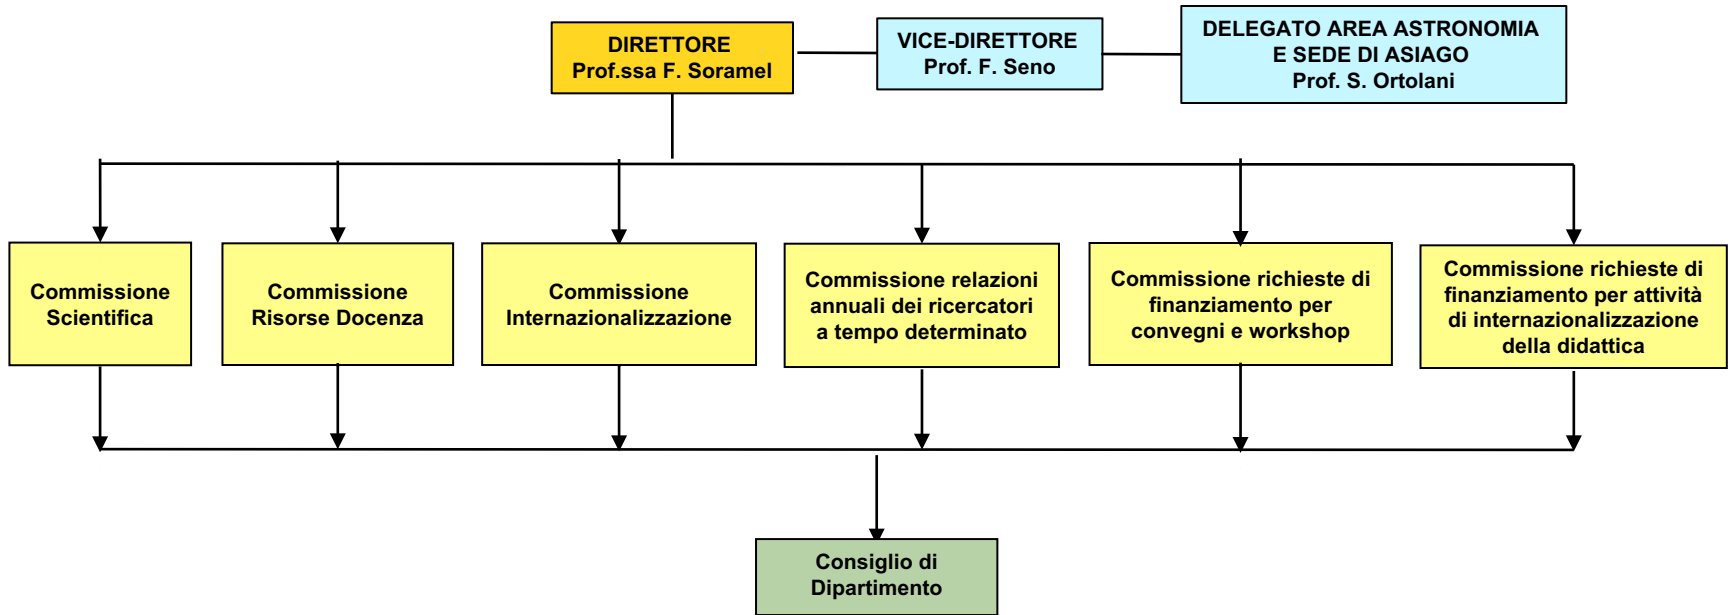 DIRETTORE
Prof.ssa F. Soramel
VICE-DIRETTORE
Prof. F. Seno
DELEGATO AREA ASTRONOMIA
E SEDE DI ASIAGO
Prof. S. Ortolani
Commissione
Scientifica
Commissione
Risorse Docenza
Commissione
Internazionalizzazione
Commissione relazioni
annuali dei ricercatori
a tempo determinato
Commissione richieste di
finanziamento per
convegni e workshop
Commissione richieste di
finanziamento per attività
di internazionalizzazione
della didattica
Consiglio di
Dipartimento